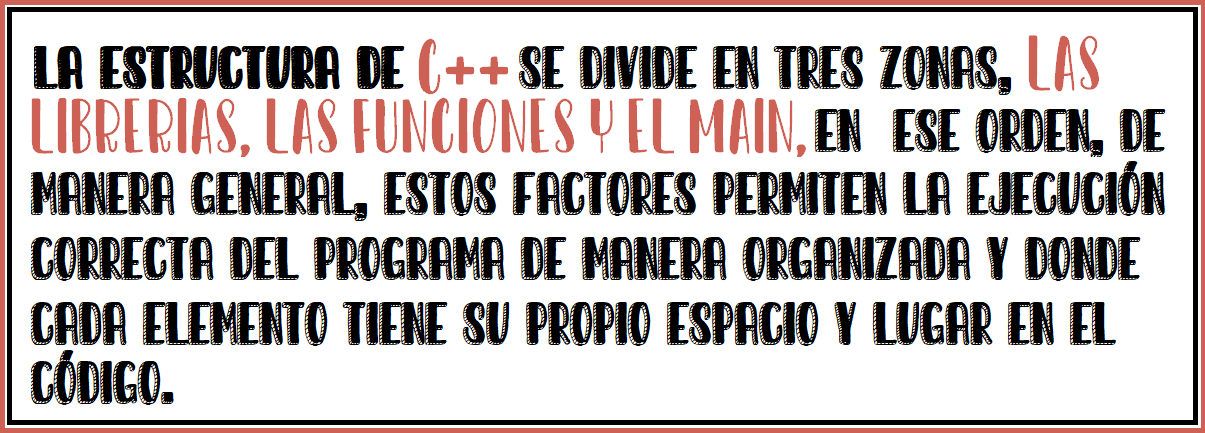 LA ESTRUCTURA DE C++ SE DIVIDE EN TRES ZONAS, LAS
LIBRERIAS, LAS FUNCIONES Y EL MAIN, EN ESE ORDEN, DE
MANERA GENERAL, ESTOS FACTORES PERMITEN LA EJECUCIÓN
CORRECTA DEL PROGRAMA DE MANERA ORGANIZADA Y DONDE
CADA ELEMENTO TIENE SU PROPIO ESPACIO Y LUGAR EN EL
CÓDIGO.